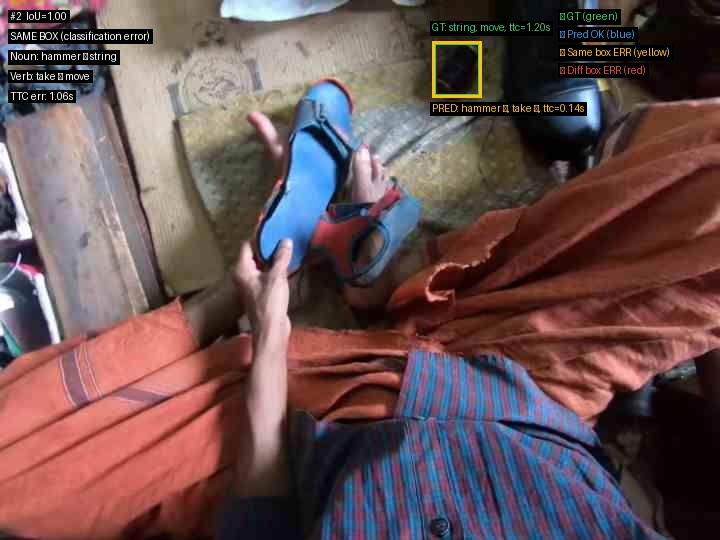 #2 IoU=1.00
SAME BOX (classification error)
Noun: hammer □string
Verb: take □move
TTC err: 1.06s
GT: string, move, ttc=1.20s
PRED: hammer □, take □, ttc=0.14s
□GT (green)
□Pred OK (blue)
□ Same box ERR (yellow)
□ Diff box ERR (red)